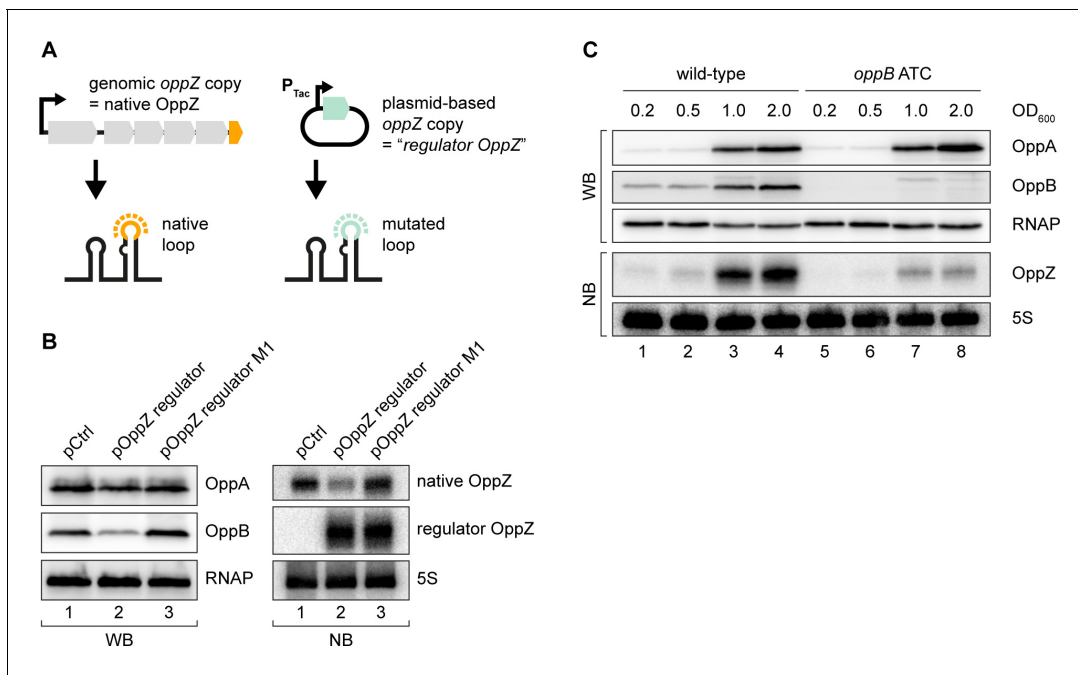 A
genomic oppZ copy
= native OppZ
native
loop
PTac
plasmid-based
oppZ copy
= “regulator OppZ”
mutated
loop
B
pCtrl
pOppZ regulator
pOppZ regulator M1
OppA
OppB
RNAP
1 2 3
WB
pCtrl
pOppZ regulator
pOppZ regulator M1
native OppZ
regulator OppZ
5S
1 2 3
NB
C
wild-type oppB ATC
0.2 0.5 1.0 2.0 0.2 0.5 1.0 2.0 OD600
WB
OppA
OppB
RNAP
NB
OppZ
5S
1 2 3 4 5 6 7 8